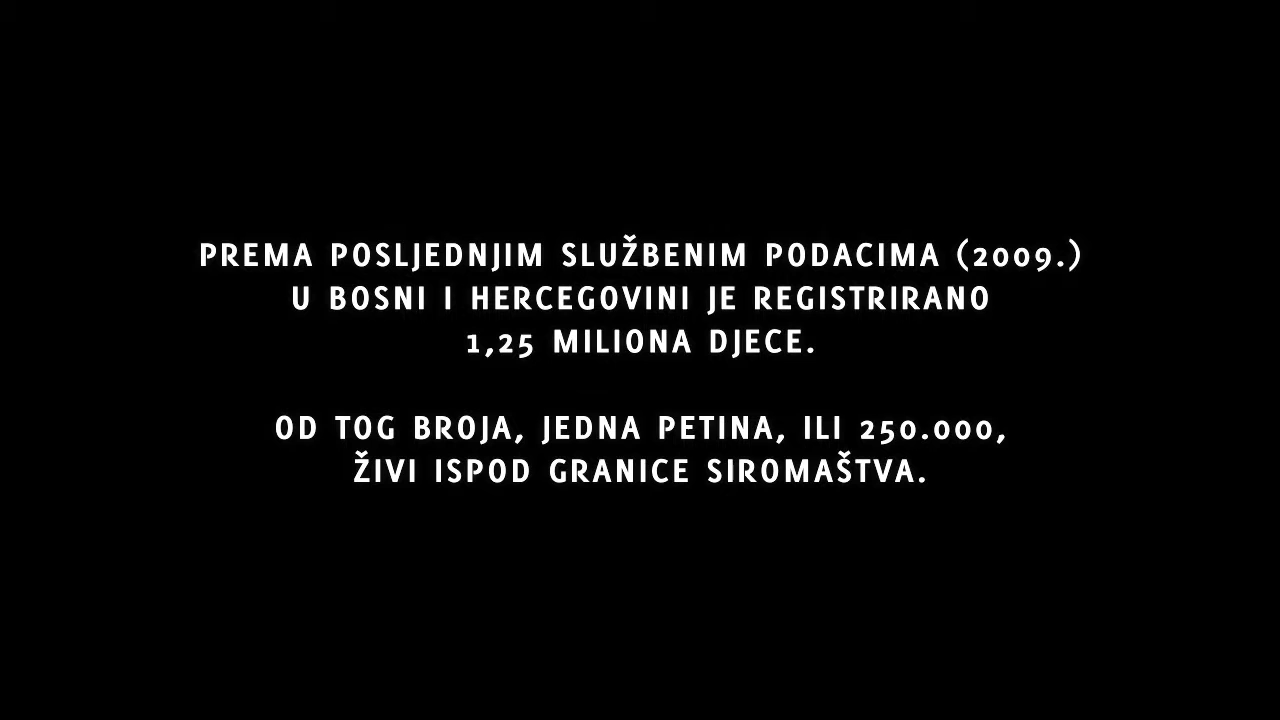 PREMA POSLJEDNJIM SLUŽBENIM PODACIMA (2009.)
U BOSNI I HERCEGOVINI JE REGISTRIRANO
1,25 MILIONA DJECE.
OD TOG BROJA, JEDNA PETINA, ILI 250.000,
ŽIVI ISPOD GRANICE SIROMAŠTVA.